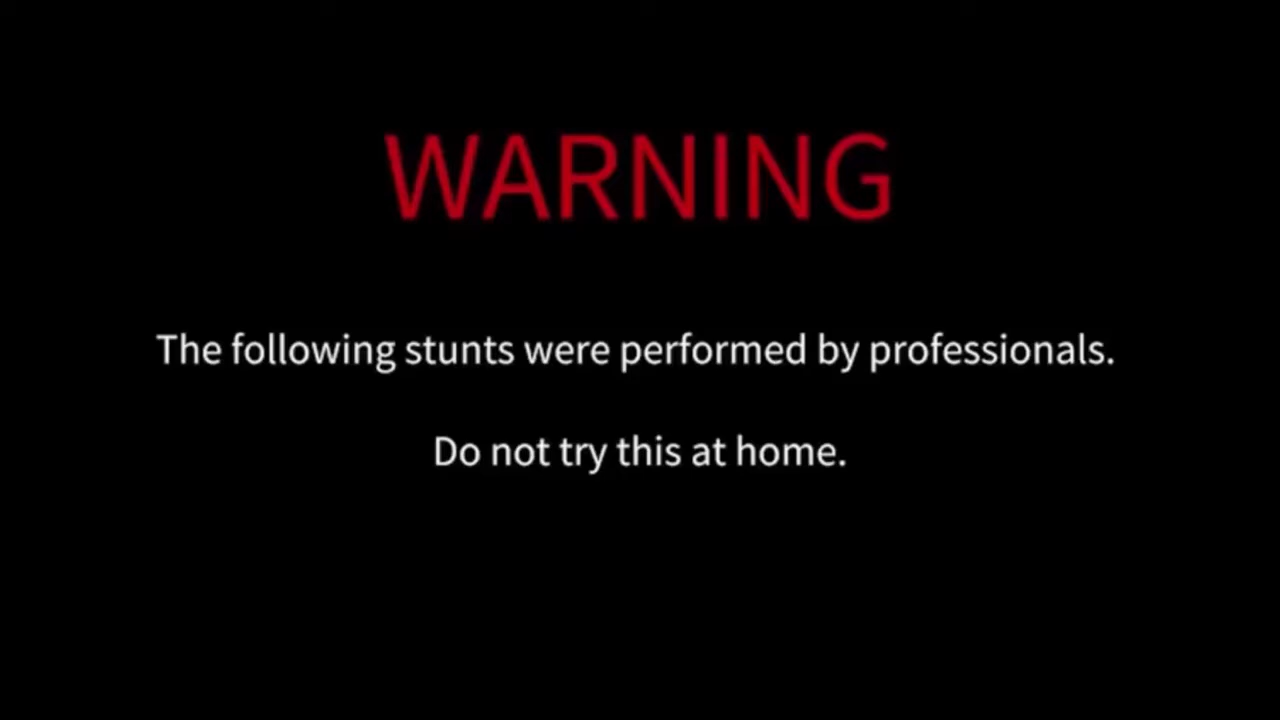 WARNING
The following stunts were performed by professionals.
Do not try this at home.